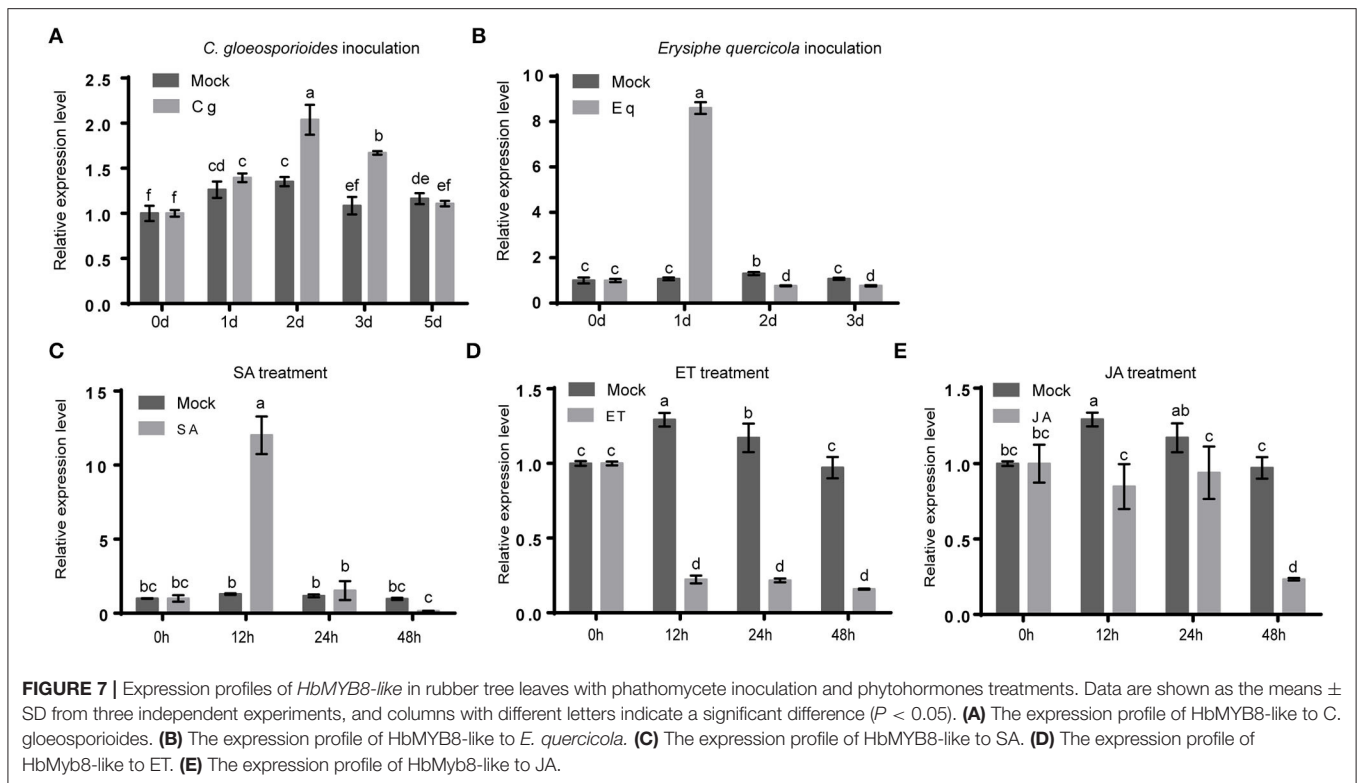 A
C. gloeosporioides inoculation
Relative expression level
2.5
2.0
1.5
1.0
0.5
0.0
Mock
Cg
f f cd c c a ef b de ef
0d 1d 2d 3d 5d
B
Erysiphe quercicola inoculation
Relative expression level
10
8
6
4
2
0
Mock
Eq
c c c a b d c d
0d 1d 2d 3d
C
SA treatment
Relative expression level
15
10
5
0
Mock
SA
bc bc b a b b bc c
0h 12h 24h 48h
D
ET treatment
Relative expression level
1.5
1.0
0.5
0.0
Mock
ET
c c a d b d c d
0h 12h 24h 48h
E
JA treatment
Relative expression level
1.5
1.0
0.5
0.0
Mock
JA
bc bc a c ab c c d
0h 12h 24h 48h
FIGURE 7 | Expression profiles of HbMYB8-like in rubber tree leaves with phathomycete inoculation and phytohormones treatments. Data are shown as the means ±
SD from three independent experiments, and columns with different letters indicate a significant difference (P < 0.05). (A) The expression profile of HbMYB8-like to C.
gloeosporioides. (B) The expression profile of HbMYB8-like to E. quercicola. (C) The expression profile of HbMYB8-like to SA. (D) The expression profile of
HbMyb8-like to ET. (E) The expression profile of HbMyb8-like to JA.